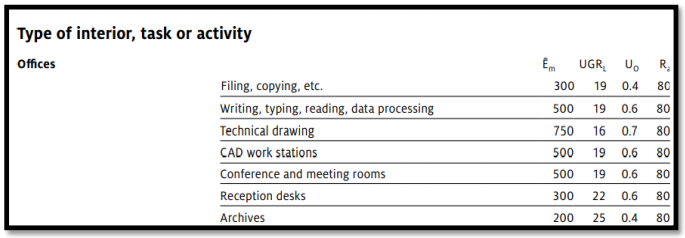 Type of interior, task or activity
Offices Ēm UGRL UO Ra
Filing, copying, etc. 300 19 0.4 80
Writing, typing, reading, data processing 500 19 0.6 80
Technical drawing 750 16 0.7 80
CAD work stations 500 19 0.6 80
Conference and meeting rooms 500 19 0.6 80
Reception desks 300 22 0.6 80
Archives 200 25 0.4 80